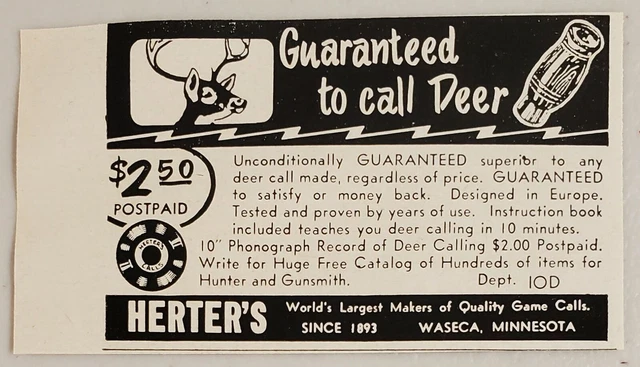 Guaranteed
to call Deer
$2.50
POSTPAID
HERTER'S
CALLS
Unconditionally GUARANTEED superior to any
deer call made, regardless of price. GUARANTEED
to satisfy or money back. Designed in Europe.
Tested and proven by years of use. Instruction book
included teaches you deer calling in 10 minutes.
10" Phonograph Record of Deer Calling $2.00 Postpaid.
Write for Huge Free Catalog of Hundreds of items for
Hunter and Gunsmith. Dept. IOD
HERTER'S World's Largest Makers of Quality Game Calls.
SINCE 1893 WASECA, MINNESOTA